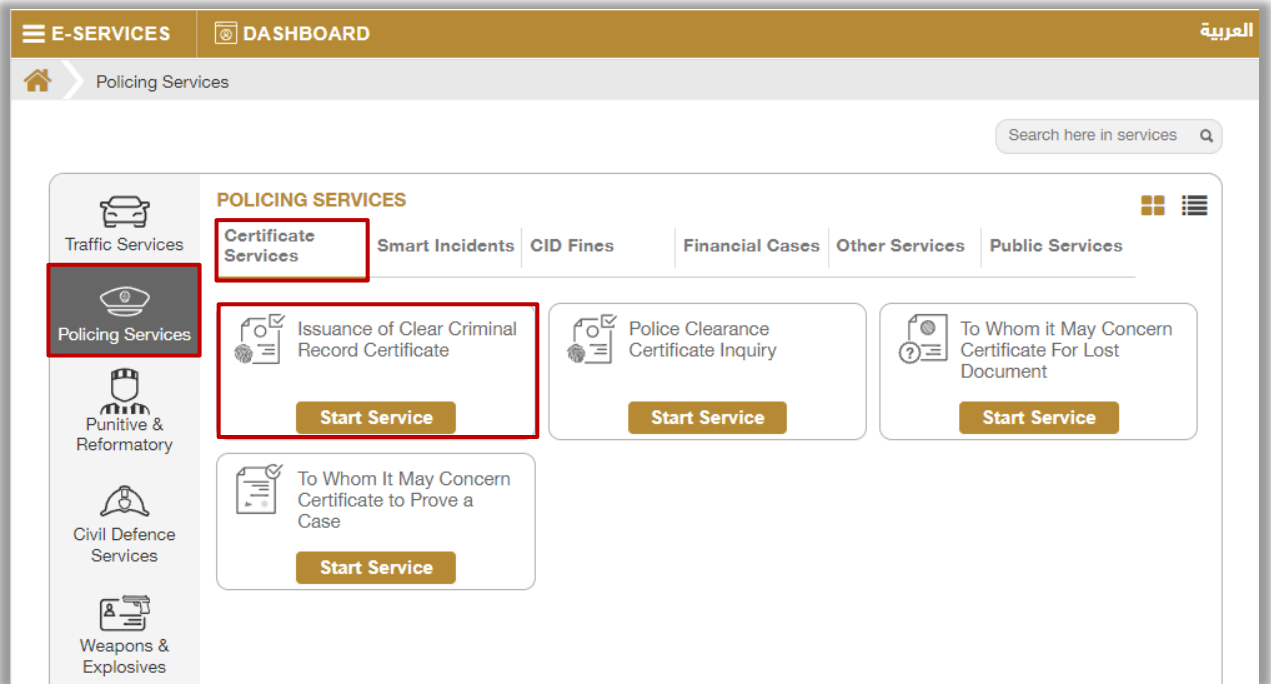 E-SERVICES
DASHBOARD
العربية
Policing Services
Search here in services
Traffic Services
Policing Services
Punitive &
Reformatory
Civil Defence
Services
Weapons &
Explosives
POLICING SERVICES
Certificate
Services
Smart Incidents
CID Fines
Financial Cases
Other Services
Public Services
Issuance of Clear Criminal
Record Certificate
Start Service
Police Clearance
Certificate Inquiry
Start Service
To Whom it May Concern
Certificate For Lost
Document
Start Service
To Whom It May Concern
Certificate to Prove a
Case
Start Service